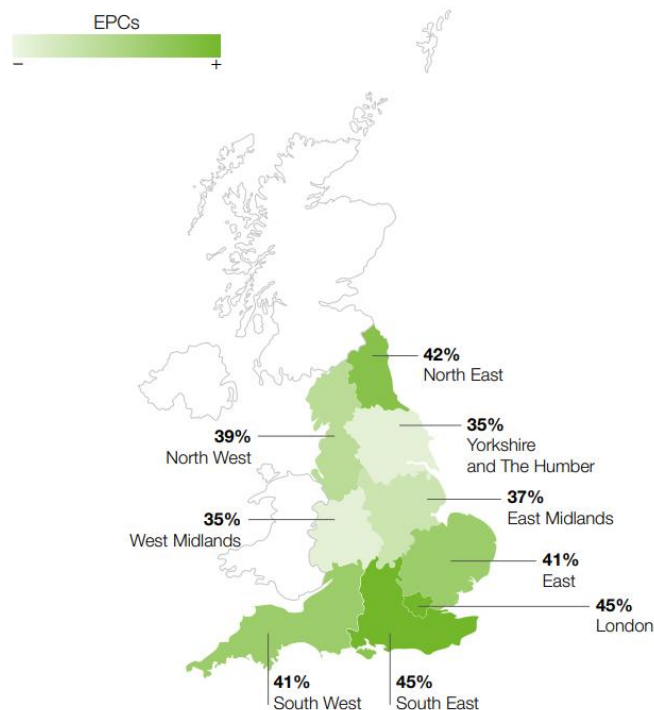 EPCs
– +
42%
North East
35%
Yorkshire
and The Humber
39%
North West
37%
East Midlands
35%
West Midlands
41%
East
45%
London
41%
South West
45%
South East